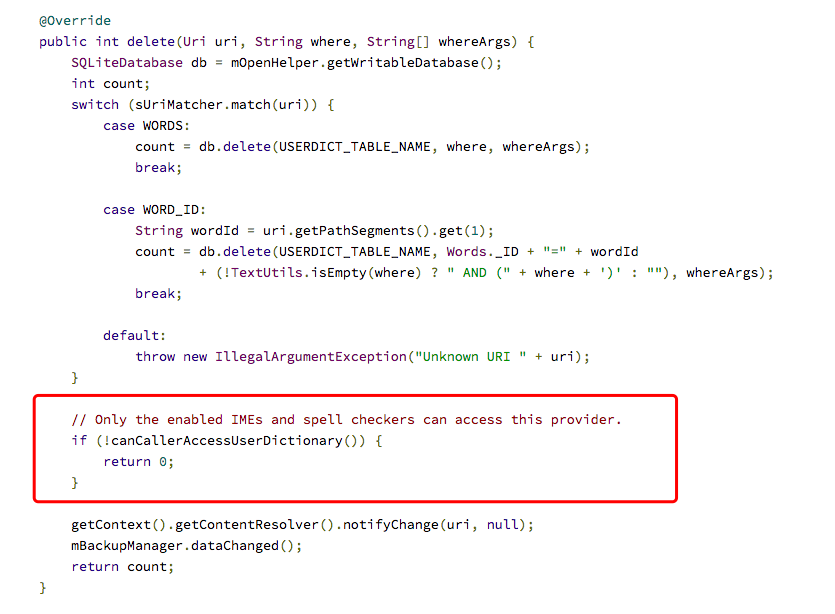 @Override
public int delete(Uri uri, String where, String[] whereArgs) {
    SQLiteDatabase db = mOpenHelper.getWritableDatabase();
    int count;
    switch (sUriMatcher.match(uri)) {
        case WORDS:
            count = db.delete(USERDICT_TABLE_NAME, where, whereArgs);
            break;

        case WORD_ID:
            String wordId = uri.getPathSegments().get(1);
            count = db.delete(USERDICT_TABLE_NAME, Words._ID + "=" + wordId
                    + (!TextUtils.isEmpty(where) ? " AND (" + where + ')' : ""), whereArgs);
            break;

        default:
            throw new IllegalArgumentException("Unknown URI " + uri);
    }

    // Only the enabled IMEs and spell checkers can access this provider.
    if (!canCallerAccessUserDictionary()) {
        return 0;
    }

    getContext().getContentResolver().notifyChange(uri, null);
    mBackupManager.dataChanged();
    return count;
}